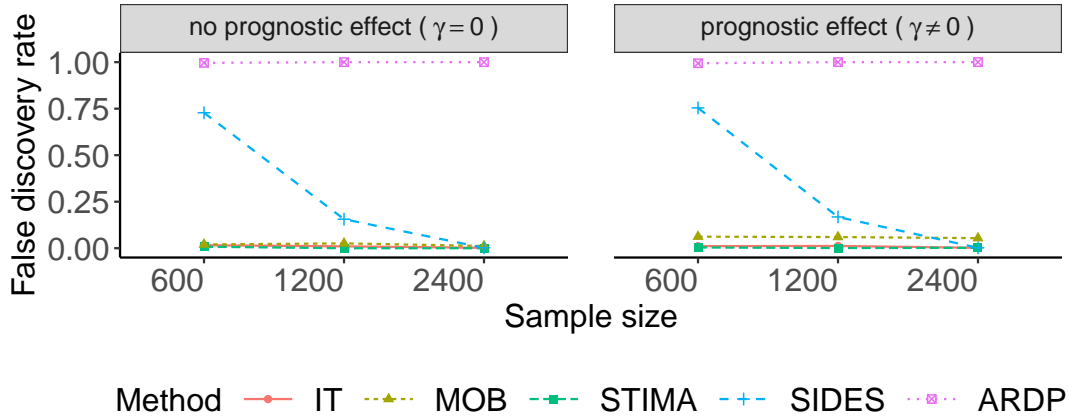 no prognostic effect ( γ = 0 )
prognostic effect ( γ ≠ 0 )
False discovery rate
1.00
0.75
0.50
0.25
0.00
600 1200 2400
600 1200 2400
Sample size
Method IT MOB STIMA SIDES ARDP